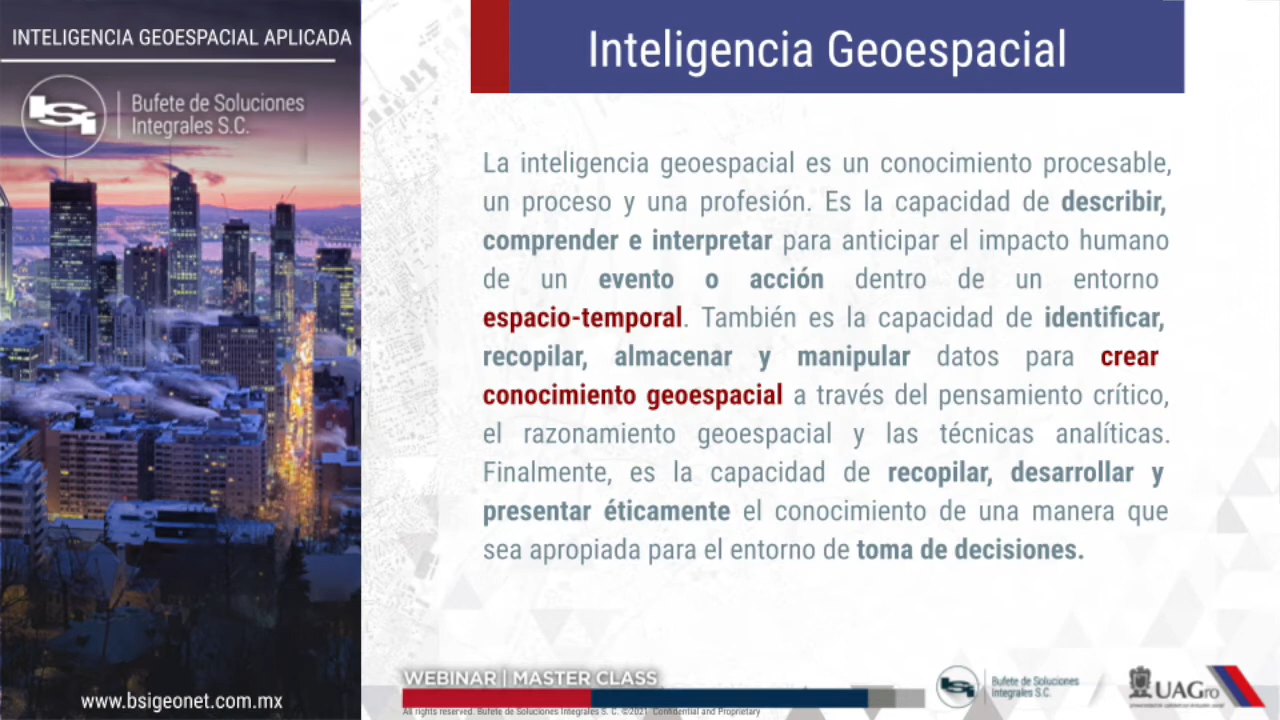 INTELIGENCIA GEOESPACIAL APLICADA
bsi
Bufete de Soluciones
Integrales S.C.
www.bsigeonet.com.mx
Inteligencia Geoespacial
La inteligencia geoespacial es un conocimiento procesable,
un proceso y una profesión. Es la capacidad de describir,
comprender e interpretar para anticipar el impacto humano
de un evento o acción dentro de un entorno
espacio-temporal. También es la capacidad de identificar,
recopilar, almacenar y manipular datos para crear
conocimiento geoespacial a través del pensamiento crítico,
el razonamiento geoespacial y las técnicas analíticas.
Finalmente, es la capacidad de recopilar, desarrollar y
presentar éticamente el conocimiento de una manera que
sea apropiada para el entorno de toma de decisiones.
WEBINAR | MASTER CLASS
All rights reserved. Bufete de Soluciones Integrales S. C. ©2021 Confidential and Proprietary
bsi
Bufete de Soluciones
Integrales S.C.
UAGro